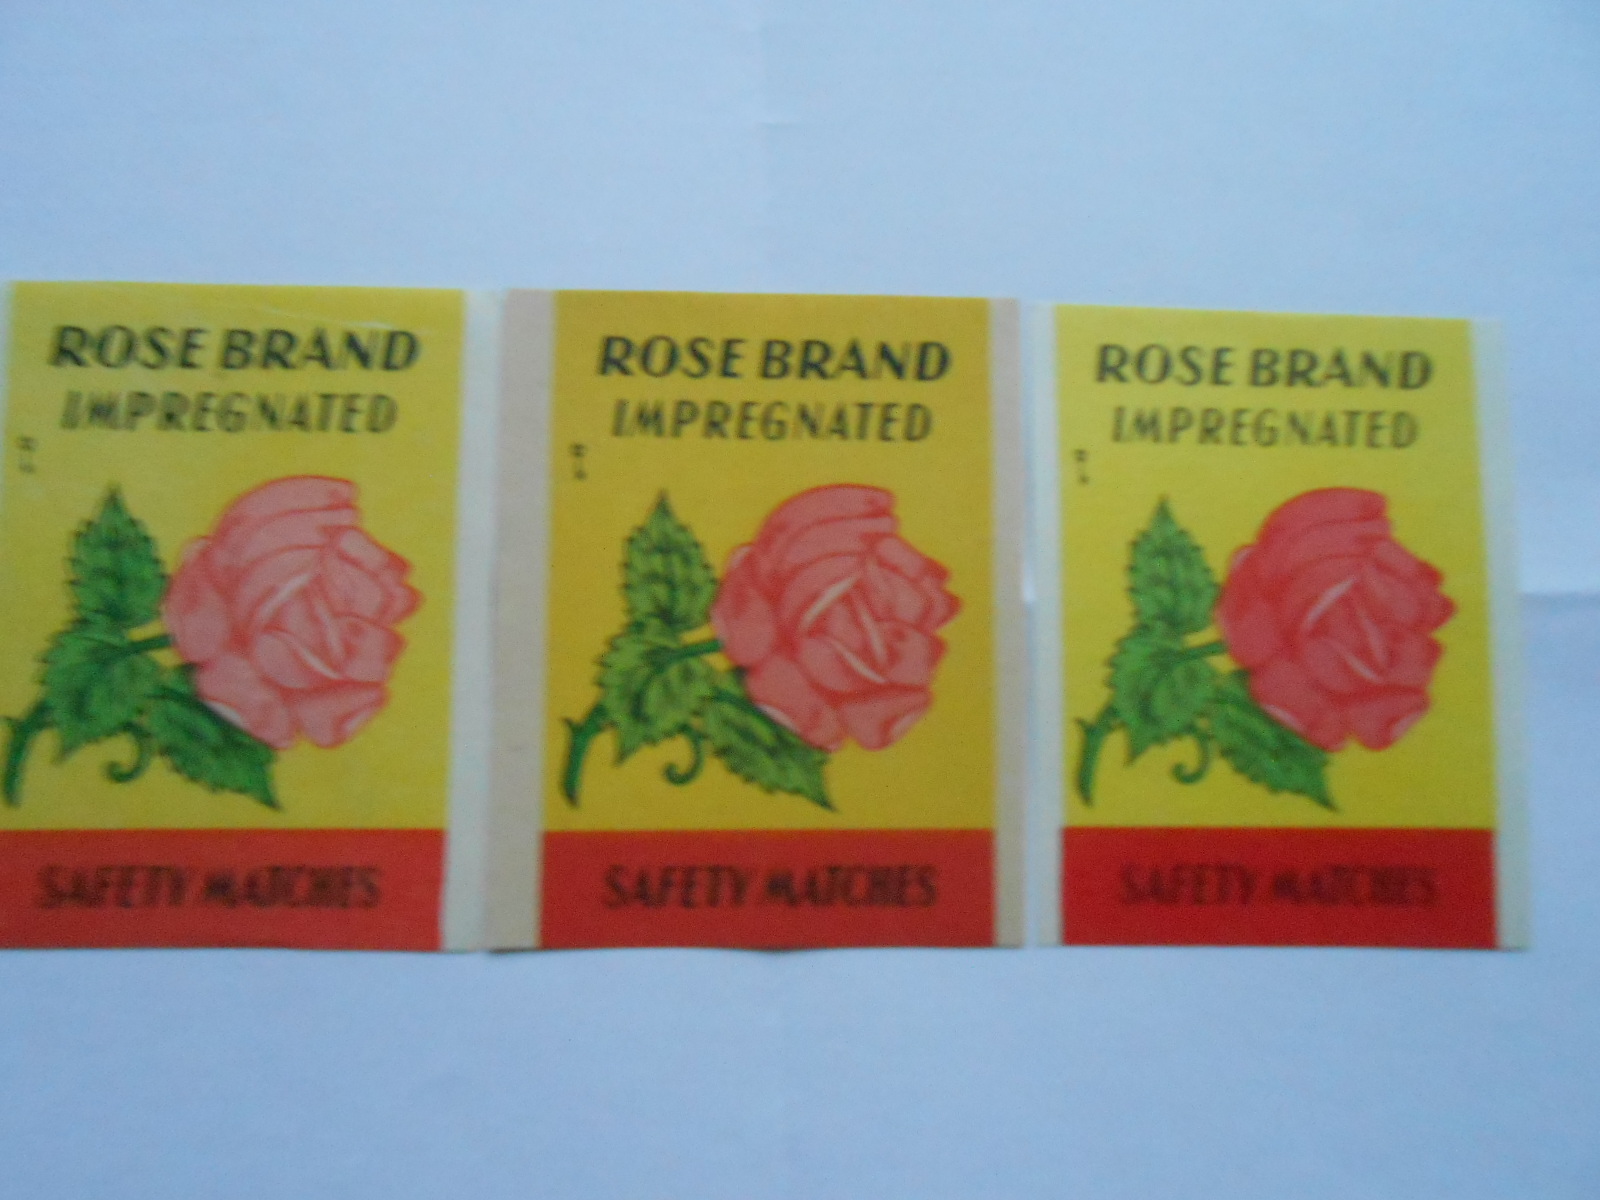 ROSE BRAND
IMPREGNATED
SAFETY MATCHES
ROSE BRAND
IMPREGNATED
SAFETY MATCHES
ROSE BRAND
IMPREGNATED
SAFETY MATCHES